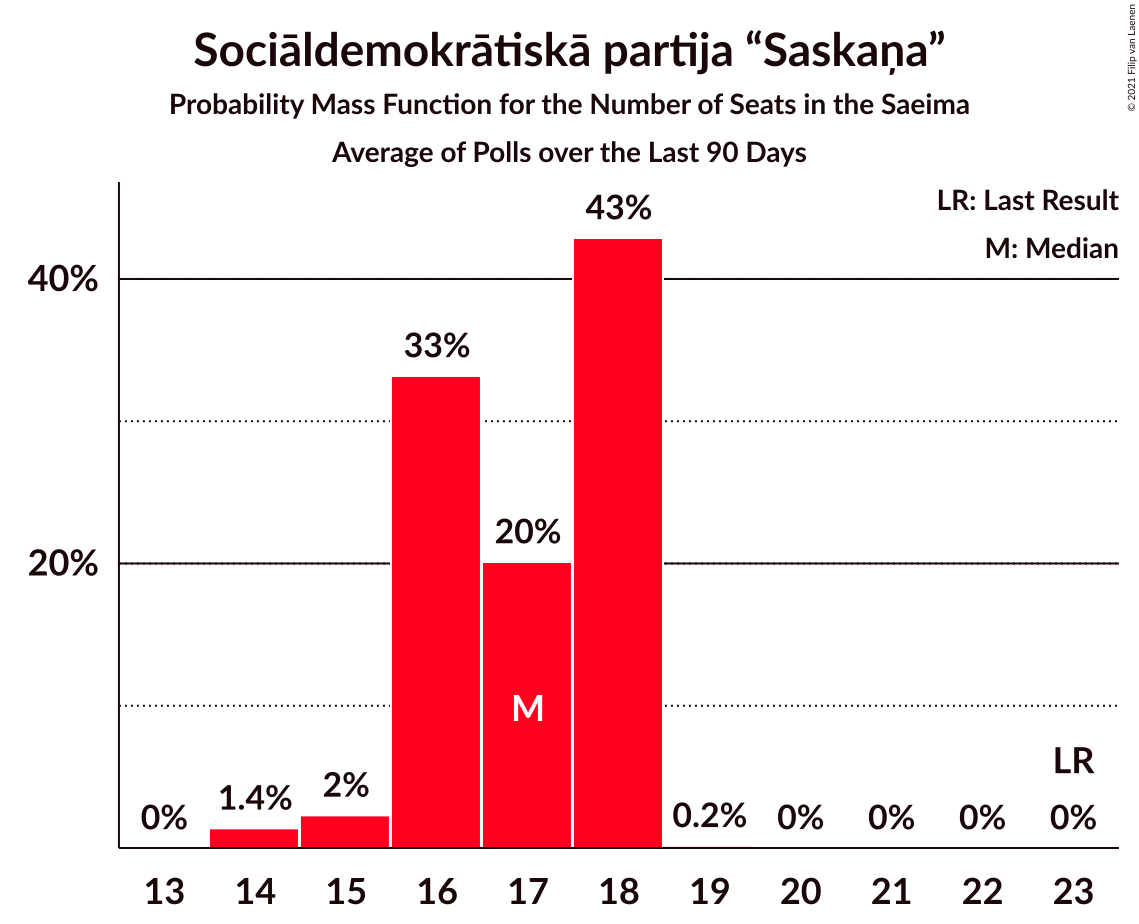 Sociāldemokrātiskā partija “Saskaņa”
Probability Mass Function for the Number of Seats in the Saeima
Average of Polls over the Last 90 Days
© 2021 Filip van Laenen
LR: Last Result
M: Median
43%
40%
33%
20%
20%
M
LR
0%
1.4%
2%
0.2%
0%
0%
0%
0%
13 14 15 16 17 18 19 20 21 22 23